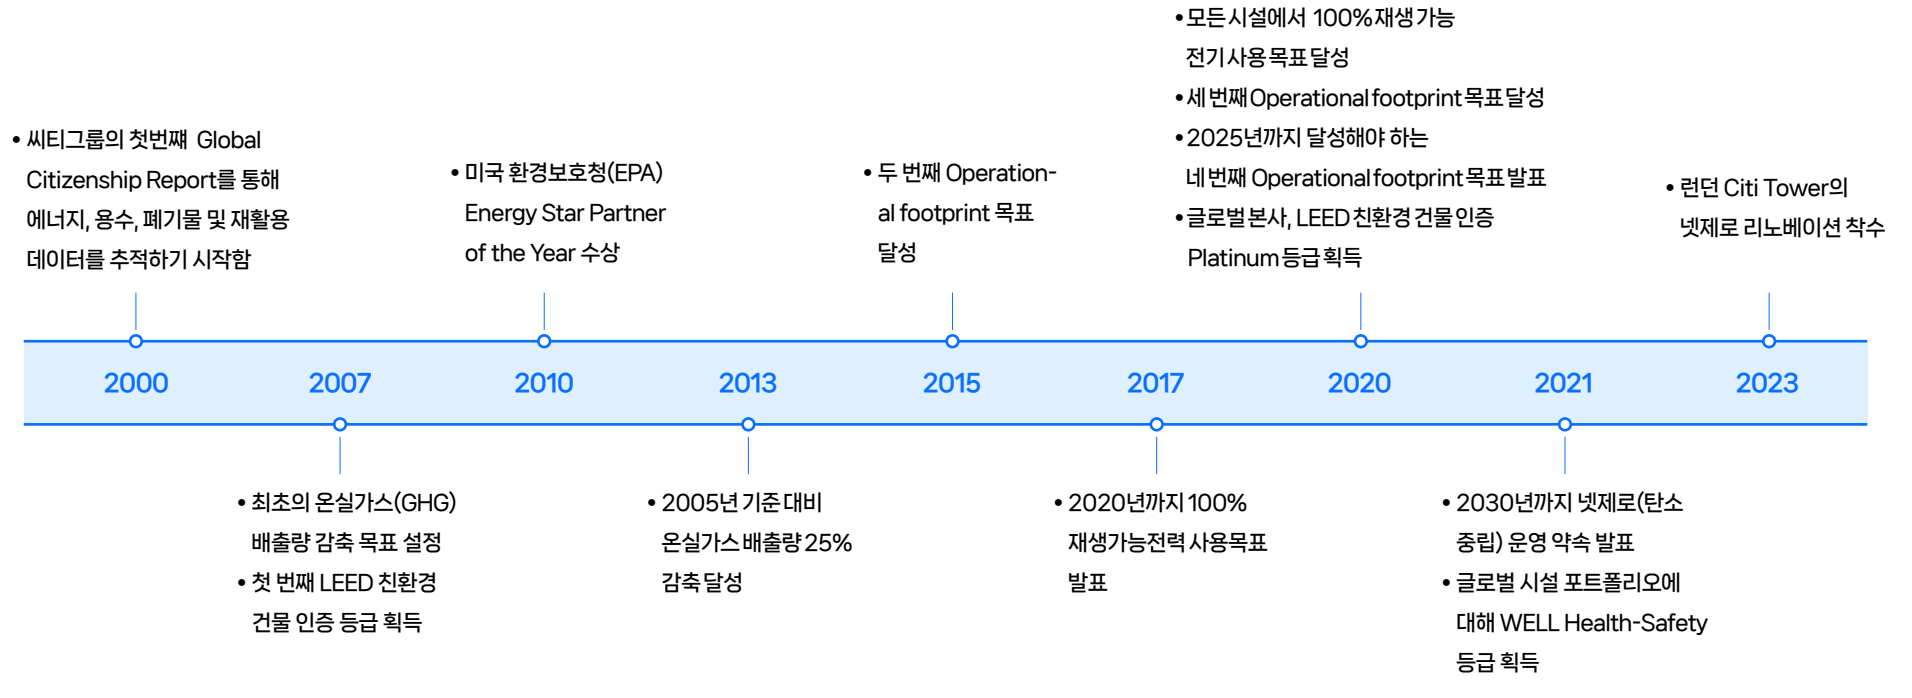 • 씨티그룹의 첫번째 Global
Citizenship Report를 통해
에너지, 용수, 폐기물 및 재활용
데이터를 추적하기 시작함
• 미국 환경보호청(EPA)
Energy Star Partner
of the Year 수상
• 두 번째 Operation-
al footprint 목표
달성
• 모든 시설에서 100% 재생 가능
전기 사용 목표 달성
• 세 번째 Operational footprint 목표 달성
• 2025년까지 달성해야 하는
네 번째 Operational footprint 목표 발표
• 글로벌 본사, LEED 친환경 건물 인증
Platinum 등급 획득
• 런던 Citi Tower의
넷제로 리노베이션 착수
2000 2007 2010 2013 2015 2017 2020 2021 2023
• 최초의 온실가스(GHG)
배출량 감축 목표 설정
• 첫 번째 LEED 친환경
건물 인증 등급 획득
• 2005년 기준 대비
온실가스 배출량 25%
감축 달성
• 2020년까지 100%
재생가능전력 사용목표
발표
• 2030년까지 넷제로(탄소
중립) 운영 약속 발표
• 글로벌 시설 포트폴리오에
대해 WELL Health-Safety
등급 획득